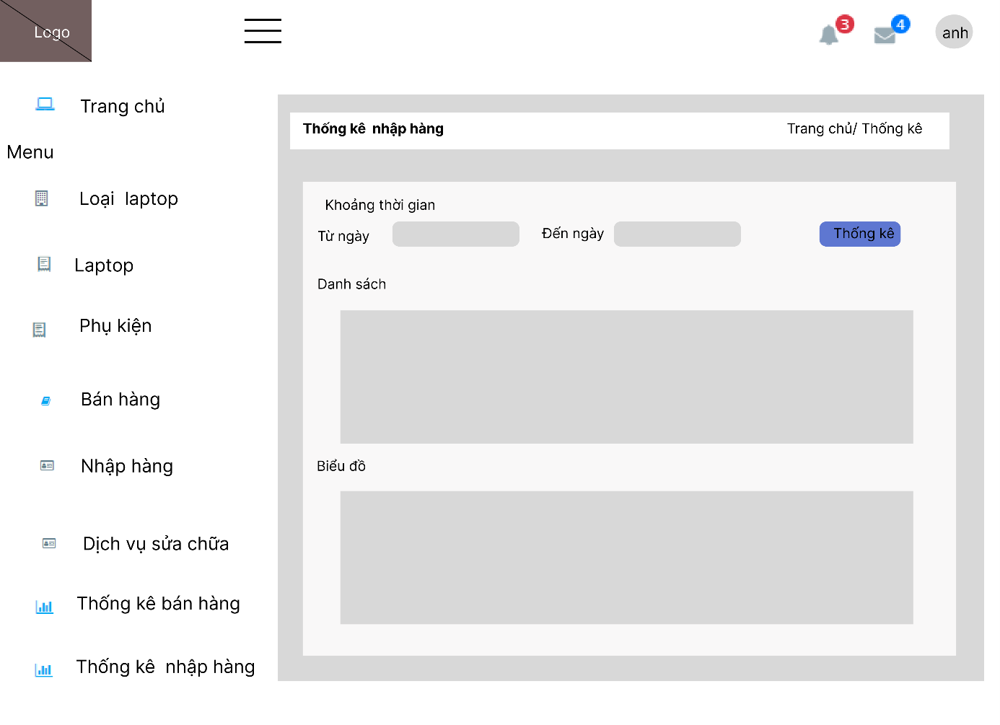 Logo
3
4
anh
Trang chủ
Menu
Loại laptop
Laptop
Phụ kiện
Bán hàng
Nhập hàng
Dịch vụ sửa chữa
Thống kê bán hàng
Thống kê nhập hàng
Thống kê nhập hàng
Trang chủ/ Thống kê
Khoảng thời gian
Từ ngày
Đến ngày
Thống kê
Danh sách
Biểu đồ